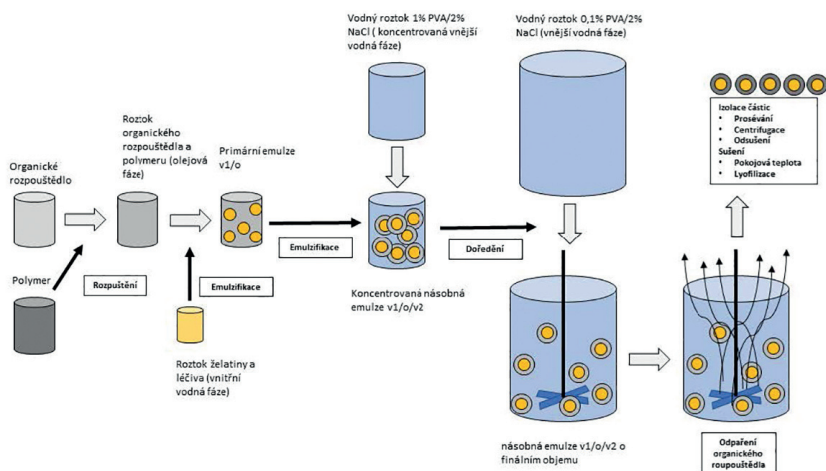 Vodný roztok 1% PVA/2%
NaCl ( koncentrovaná vnější
vodná fáze)
Vodný roztok 0,1% PVA/2%
NaCl (vnější vodná fáze)
Izolace částic
• Prosévání
• Centrifugace
• Odsušení
Sušení
• Pokojová teplota
• Lyofilizace
Roztok
organického
rozpouštědla a
polymeru (olejová
fáze)
Primární emulze
v1/o
Organické
rozpouštědlo
Emulzifikace
Doředění
Polymer
Rozpuštění
Emulzifikace
Koncentrovaná násobná
emulze v1/o/v2
Roztok želatiny a
léčiva (vnitřní
vodná fáze)
násobná emulze v1/o/v2 o
finálním objemu
Odpaření
organického
roupouštědla